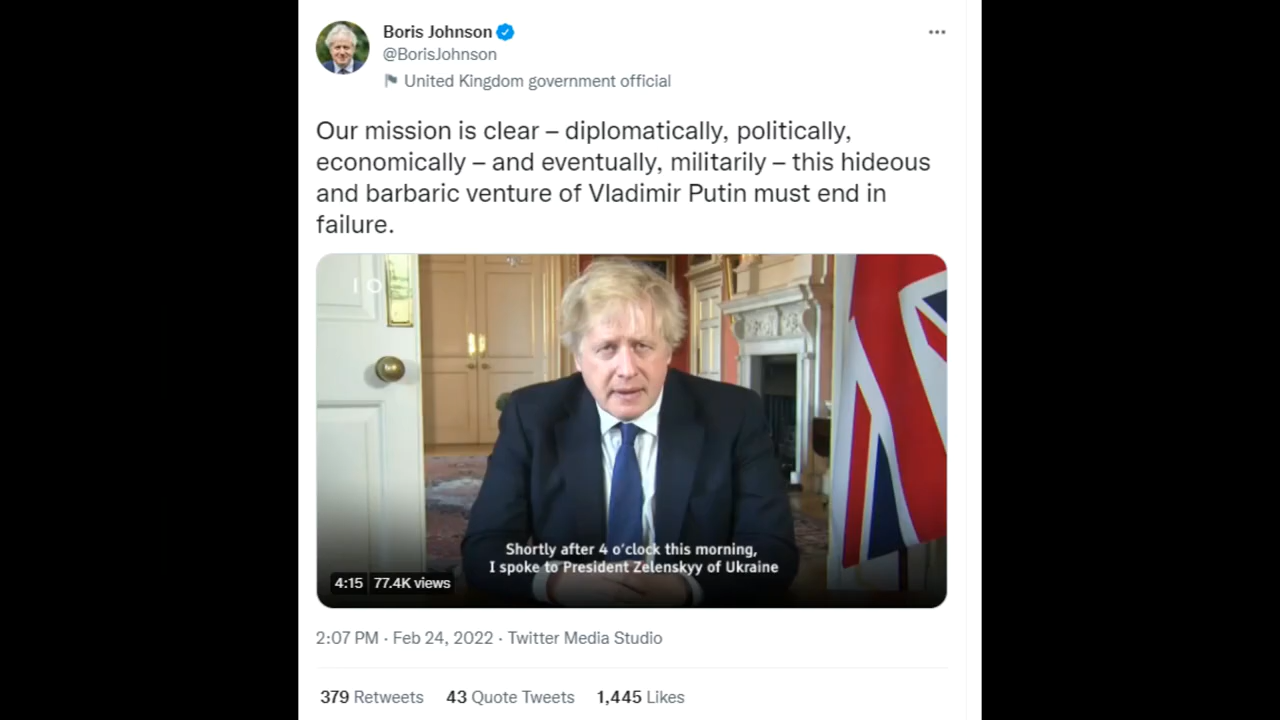 Boris Johnson
@BorisJohnson
United Kingdom government official
Our mission is clear – diplomatically, politically,
economically – and eventually, militarily – this hideous
and barbaric venture of Vladimir Putin must end in
failure.
10
Shortly after 4 o'clock this morning,
I spoke to President Zelenskyy of Ukraine
4:15 77.4K views
2:07 PM · Feb 24, 2022 · Twitter Media Studio
379 Retweets 43 Quote Tweets 1,445 Likes